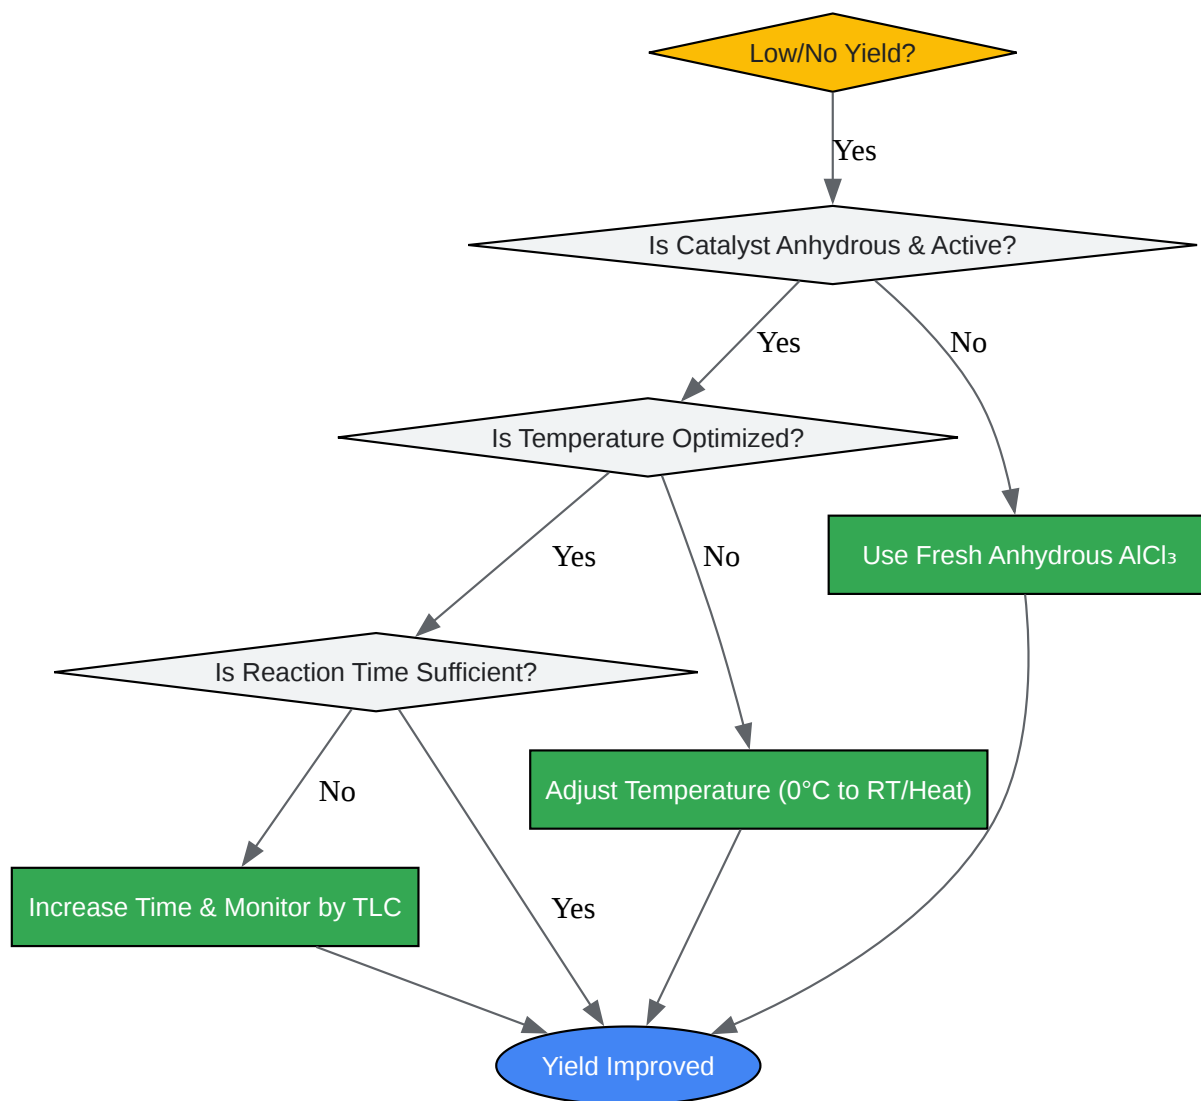 Low/No Yield?
Yes
Is Catalyst Anhydrous & Active?
Yes
No
Is Temperature Optimized?
Yes
No
Use Fresh Anhydrous AlCl₃
Is Reaction Time Sufficient?
No
Adjust Temperature (0°C to RT/Heat)
Increase Time & Monitor by TLC
Yes
Yield Improved